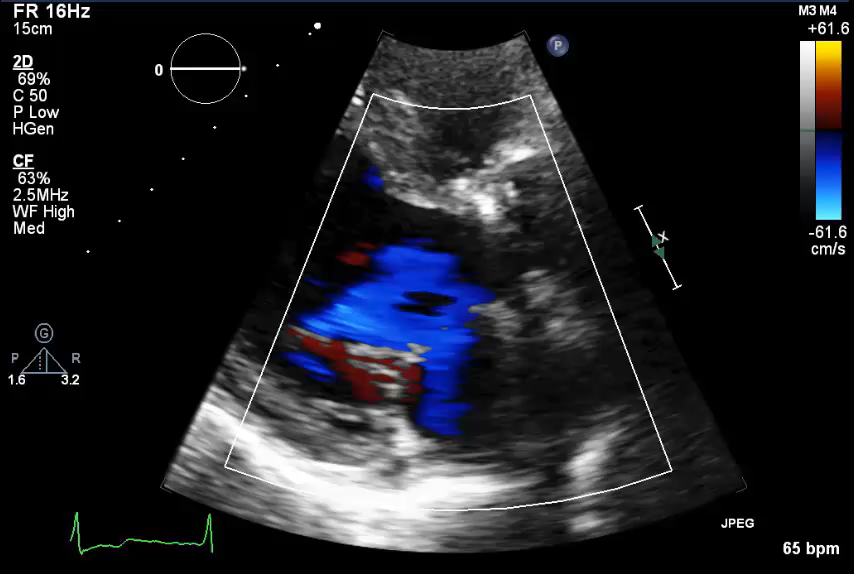 FR 16Hz
15cm
2D
69%
C 50
P Low
HGen
CF
63%
2.5MHz
WF High
Med
0
P
M3 M4
+61.6
-61.6
cm/s
x
G
P R
1.6 3.2
JPEG
65 bpm